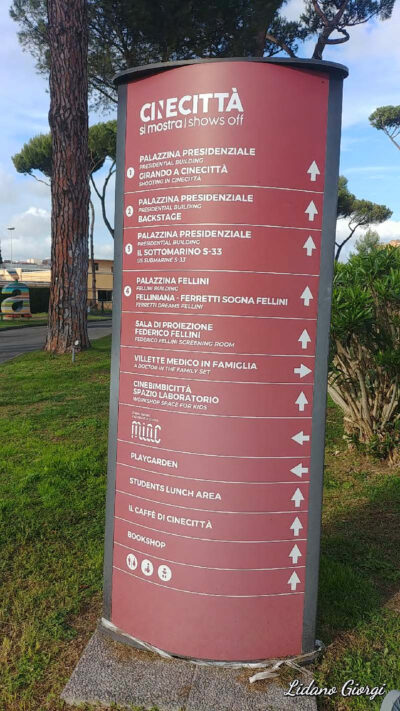 CINECITTÀ
si mostra | shows off
1
PALAZZINA PRESIDENZIALE
PRESIDENTIAL BUILDING
GIRANDO A CINECITTÀ
SHOOTING IN CINECITTÀ
2
PALAZZINA PRESIDENZIALE
PRESIDENTIAL BUILDING
BACKSTAGE
3
PALAZZINA PRESIDENZIALE
PRESIDENTIAL BUILDING
IL SOTTOMARINO S-33
US SUBMARINE S-33
4
PALAZZINA FELLINI
FELLINI BUILDING
FELLINIANA - FERRETTI SOGNA FELLINI
FERRETTI DREAMS FELLINI
SALA DI PROIEZIONE
FEDERICO FELLINI
FEDERICO FELLINI SCREENING ROOM
VILLETTE MEDICO IN FAMIGLIA
A DOCTOR IN THE FAMILY SET
CINEBIMBICITTÀ
SPAZIO LABORATORIO
WORKSHOP SPACE FOR KIDS
miac
PLAYGARDEN
STUDENTS LUNCH AREA
IL CAFFÈ DI CINECITTÀ
BOOKSHOP
a
Lidano Giorgi